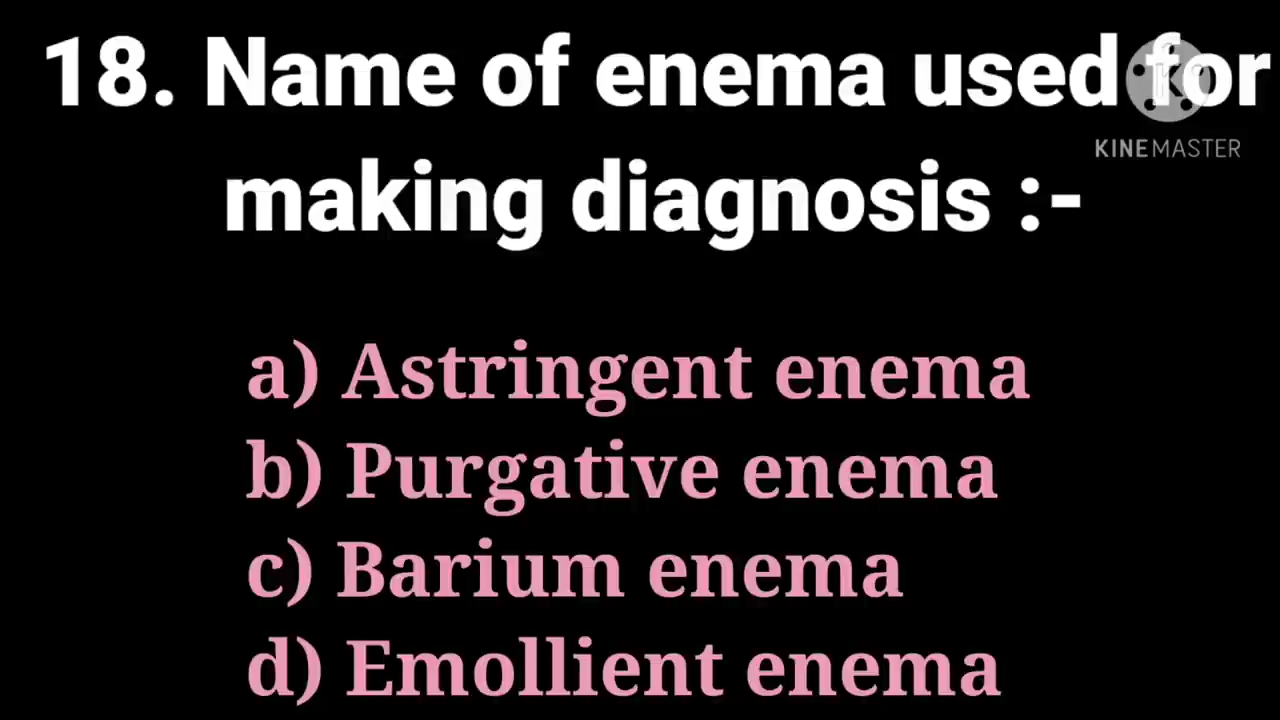 18. Name of enema used for
KINEMASTER
making diagnosis :-
a) Astringent enema
b) Purgative enema
c) Barium enema
d) Emollient enema